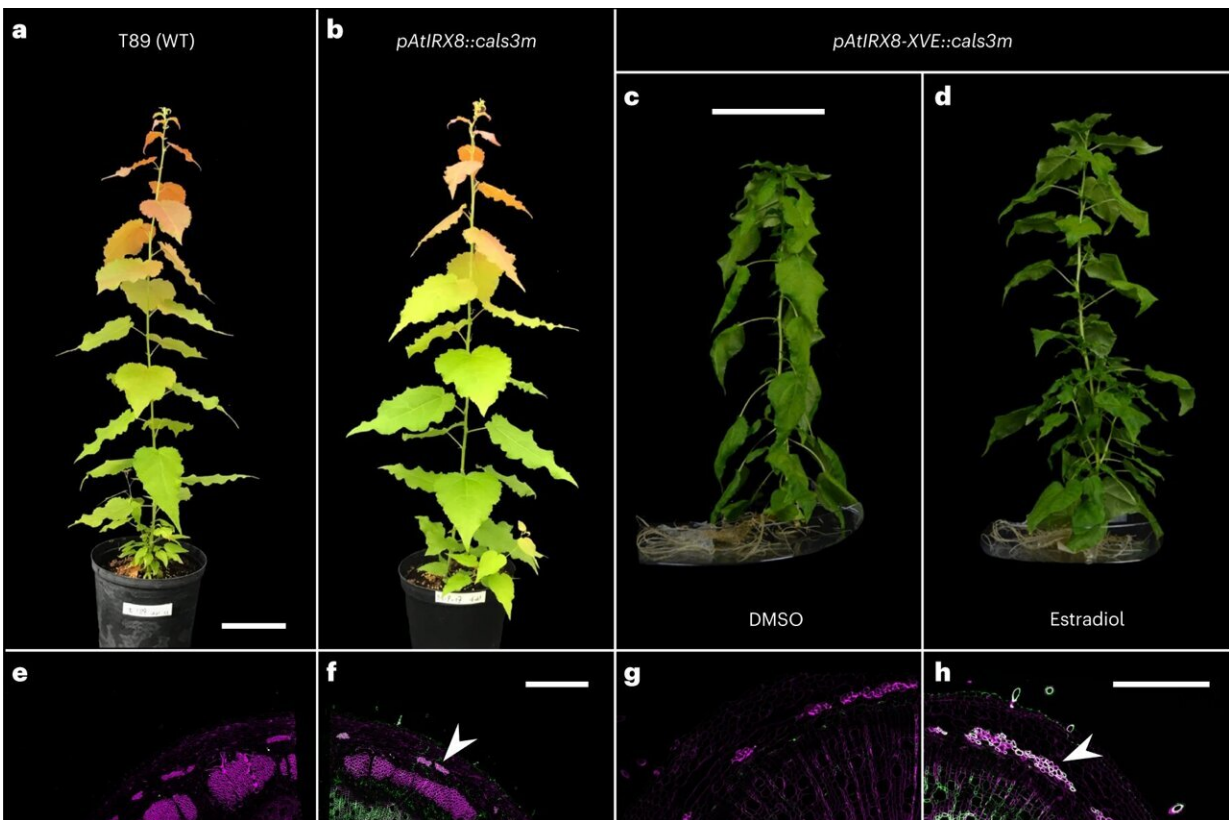 a
T89 (WT)
b
pAtIRX8::cals3m
pAtIRX8-XVE::cals3m
c
d
DMSO
Estradiol
e
f
g
h